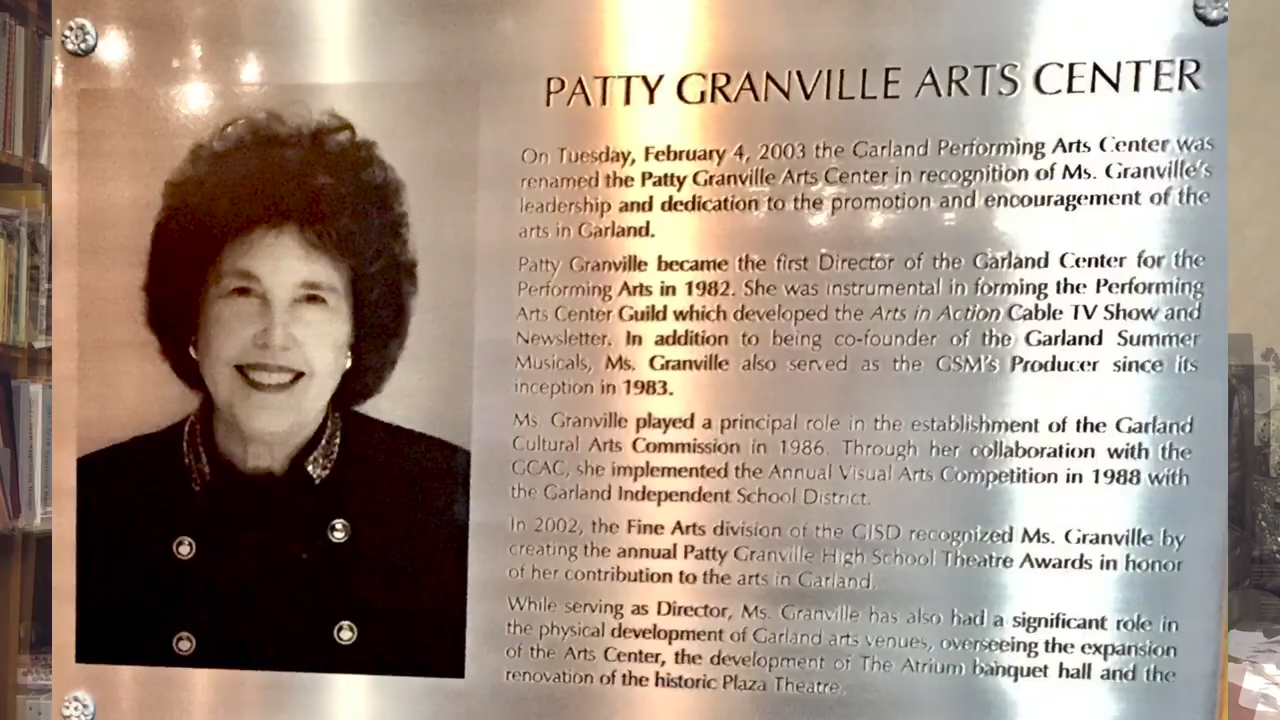 PATTY GRANVILLE ARTS CENTER
On Tuesday, February 4, 2003 the Garland Performing Arts Center was
renamed the Patty Granville Arts Center in recognition of Ms. Granville's
leadership and dedication to the promotion and encouragement of the
arts in Garland.
Patty Granville became the first Director of the Garland Center for the
Performing Arts in 1982. She was instrumental in forming the Performing
Arts Center Guild which developed the Arts in Action Cable TV Show and
Newsletter. In addition to being co-founder of the Garland Summer
Musicals, Ms. Granville also served as the GSM's Producer since its
inception in 1983.
Ms. Granville played a principal role in the establishment of the Garland
Cultural Arts Commission in 1986. Through her collaboration with the
GCAC, she implemented the Annual Visual Arts Competition in 1988 with
the Garland Independent School District.
In 2002, the Fine Arts division of the GISD recognized Ms. Granville by
creating the annual Patty Granville High School Theatre Awards in honor
of her contribution to the arts in Garland.
While serving as Director, Ms. Granville has also had a significant role in
the physical development of Garland arts venues, overseeing the expansion
of the Arts Center, the development of The Atrium banquet hall and the
renovation of the historic Plaza Theatre.